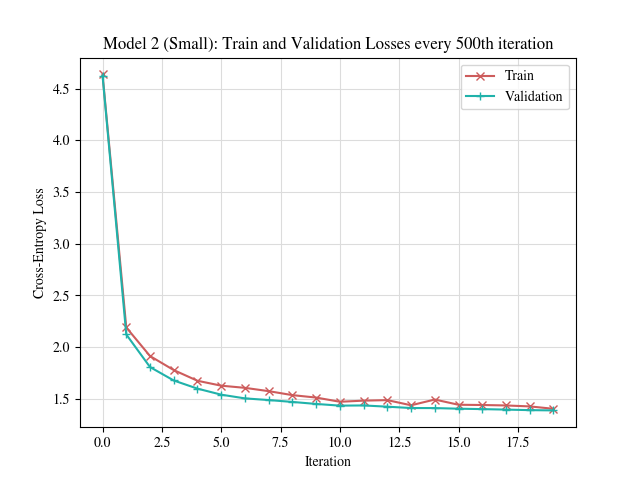 Model 2 (Small): Train and Validation Losses every 500th iteration
Train
Validation
Cross-Entropy Loss
4.5
4.0
3.5
3.0
2.5
2.0
1.5
0.0 2.5 5.0 7.5 10.0 12.5 15.0 17.5
Iteration